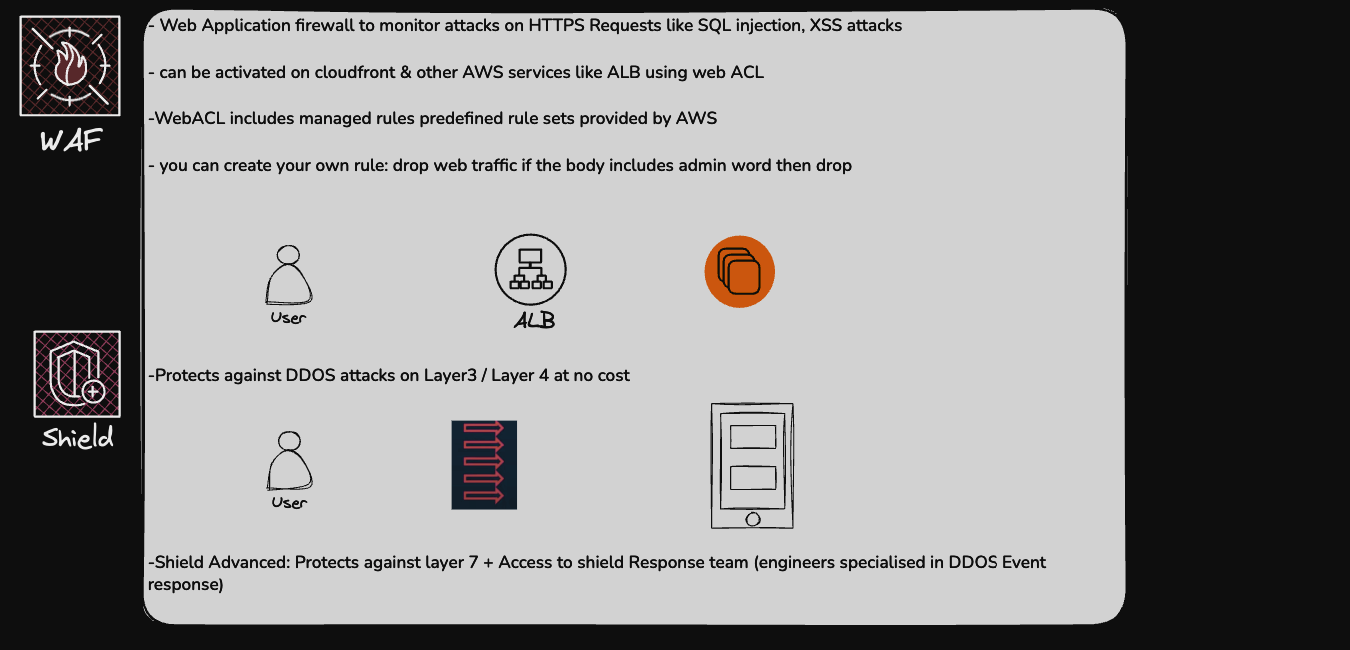 - Web Application firewall to monitor attacks on HTTPS Requests like SQL injection, XSS attacks
- can be activated on cloudfront & other AWS services like ALB using web ACL
-WebACL includes managed rules predefined rule sets provided by AWS
WAF
- you can create your own rule: drop web traffic if the body includes admin word then drop
User
ALB
-Protects against DDOS attacks on Layer3 / Layer 4 at no cost
Shield
User
-Shield Advanced: Protects against layer 7 + Access to shield Response team (engineers specialised in DDOS Event
response)